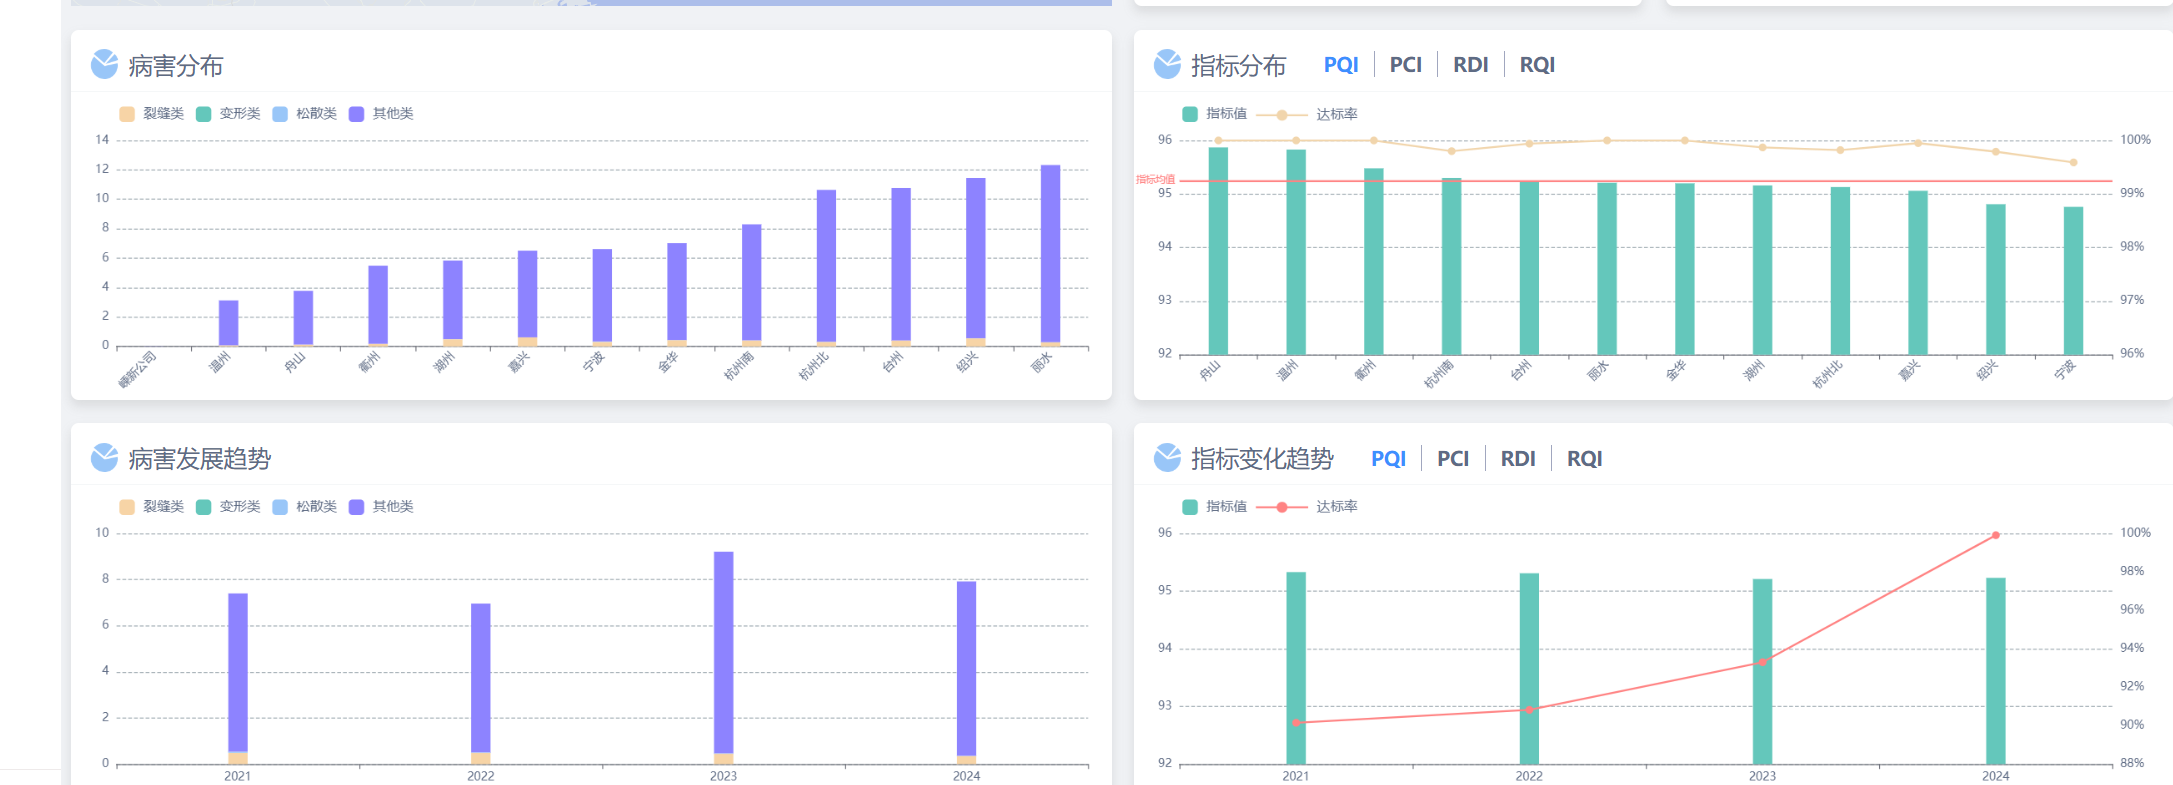 病害分布
裂缝类 变形类 松散类 其他类
14
12
10
8
6
4
2
0
嵊新公司 温州 舟山 衢州 湖州 嘉兴 宁波 金华 杭州南 杭州北 台州 绍兴 丽水
指标分布 PQI PCI RDI RQI
指标值 达标率
96 100%
指标均值
95 99%
94 98%
93 97%
92 96%
舟山 温州 衢州 杭州南 台州 丽水 金华 湖州 杭州北 嘉兴 绍兴 宁波
病害发展趋势
裂缝类 变形类 松散类 其他类
10
8
6
4
2
0
2021 2022 2023 2024
指标变化趋势 PQI PCI RDI RQI
指标值 达标率
96 100%
98%
95
96%
94 94%
92%
93
90%
92 88%
2021 2022 2023 2024